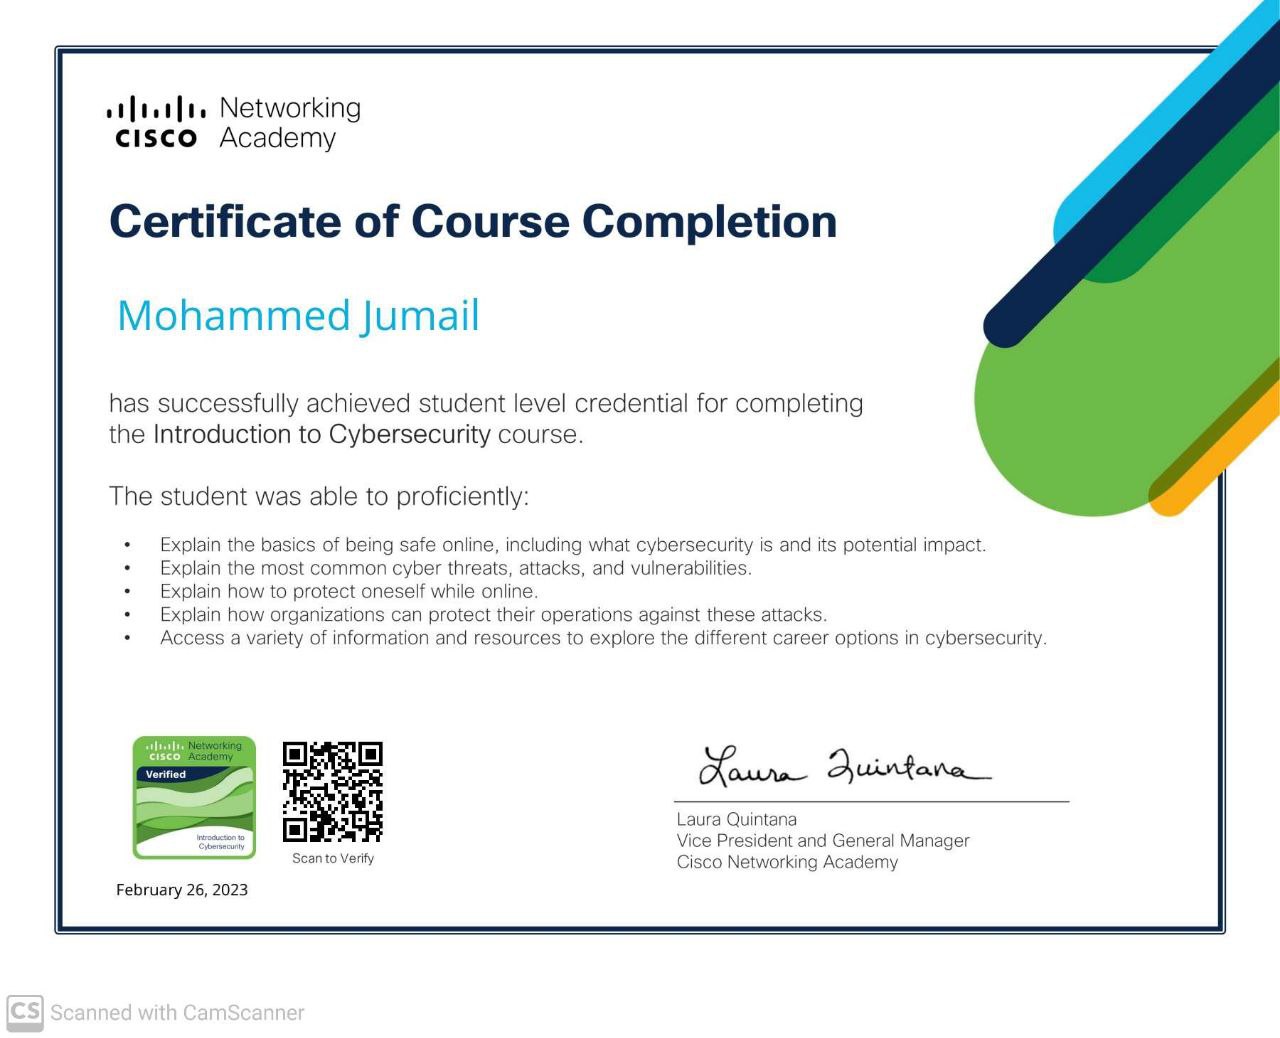 CISCO Networking
Academy
Certificate of Course Completion
Mohammed Jumail
has successfully achieved student level credential for completing
the Introduction to Cybersecurity course.
The student was able to proficiently:
• Explain the basics of being safe online, including what cybersecurity is and its potential impact.
• Explain the most common cyber threats, attacks, and vulnerabilities.
• Explain how to protect oneself while online.
• Explain how organizations can protect their operations against these attacks.
• Access a variety of information and resources to explore the different career options in cybersecurity.
CISCO Networking
Academy
Verified
Introduction to
Cybersecurity
Scan to Verify
February 26, 2023
Laura Quintana
Laura Quintana
Vice President and General Manager
Cisco Networking Academy
CS Scanned with CamScanner